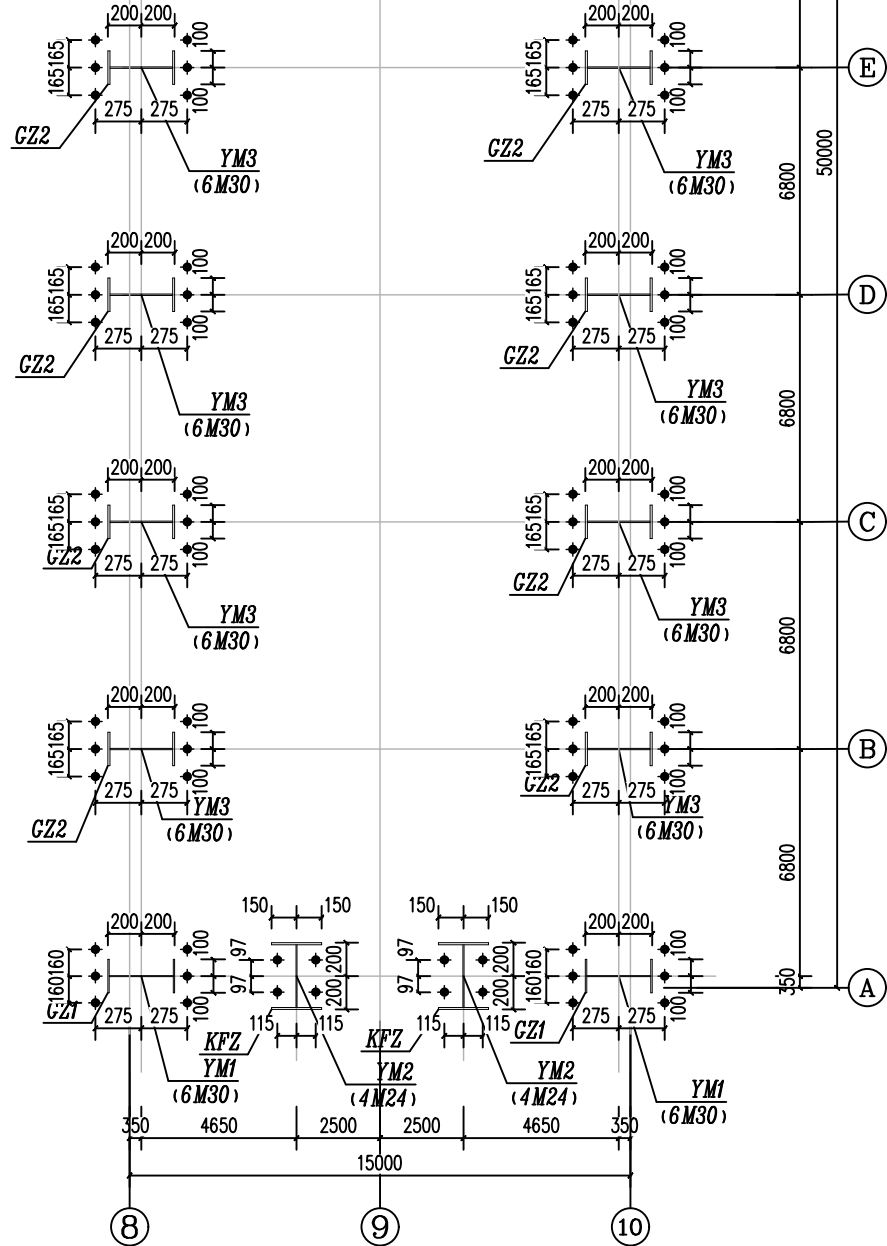 200 200
200 200
100
100
165165
165165
E
100
100
275 275
275 275
GZ2
GZ2
YM3
(6M30)
YM3
(6M30)
6800
50000
200 200
200 200
100
100
165165
165165
D
100
100
275 275
275 275
GZ2
GZ2
YM3
(6M30)
YM3
(6M30)
6800
200 200
200 200
100
100
165165
165165
C
100
100
GZ2
275 275
275 275
GZ2
YM3
(6M30)
YM3
(6M30)
6800
200 200
200 200
100
100
165165
165165
B
100
100
275 275
GZ2
275 275
GZ2
YM3
(6M30)
YM3
(6M30)
6800
150 150
150 150
200 200
200 200
100
97
97
200 200
97
97
200 200
100
160160
160160
350
A
100
100
GZ1
275 275
115 115
115 115
GZ1
275 275
KFZ
KFZ
YM1
(6M30)
YM2
(4M24)
YM2
(4M24)
YM1
(6M30)
350 4650 2500 2500 4650 350
15000
8 9 10